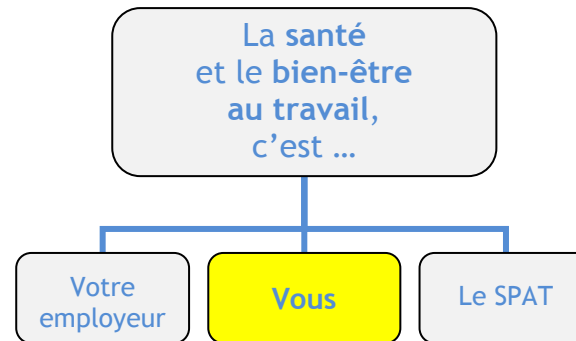 La santé
et le bien-être
au travail,
c’est …
Votre
employeur
Vous
Le SPAT